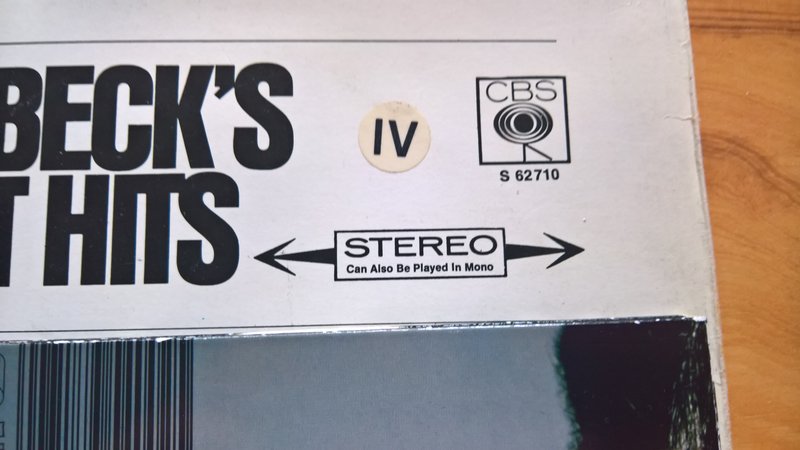 BECK'S
T HITS
IV
CBS
S 62710
STEREO
Can Also Be Played In Mono